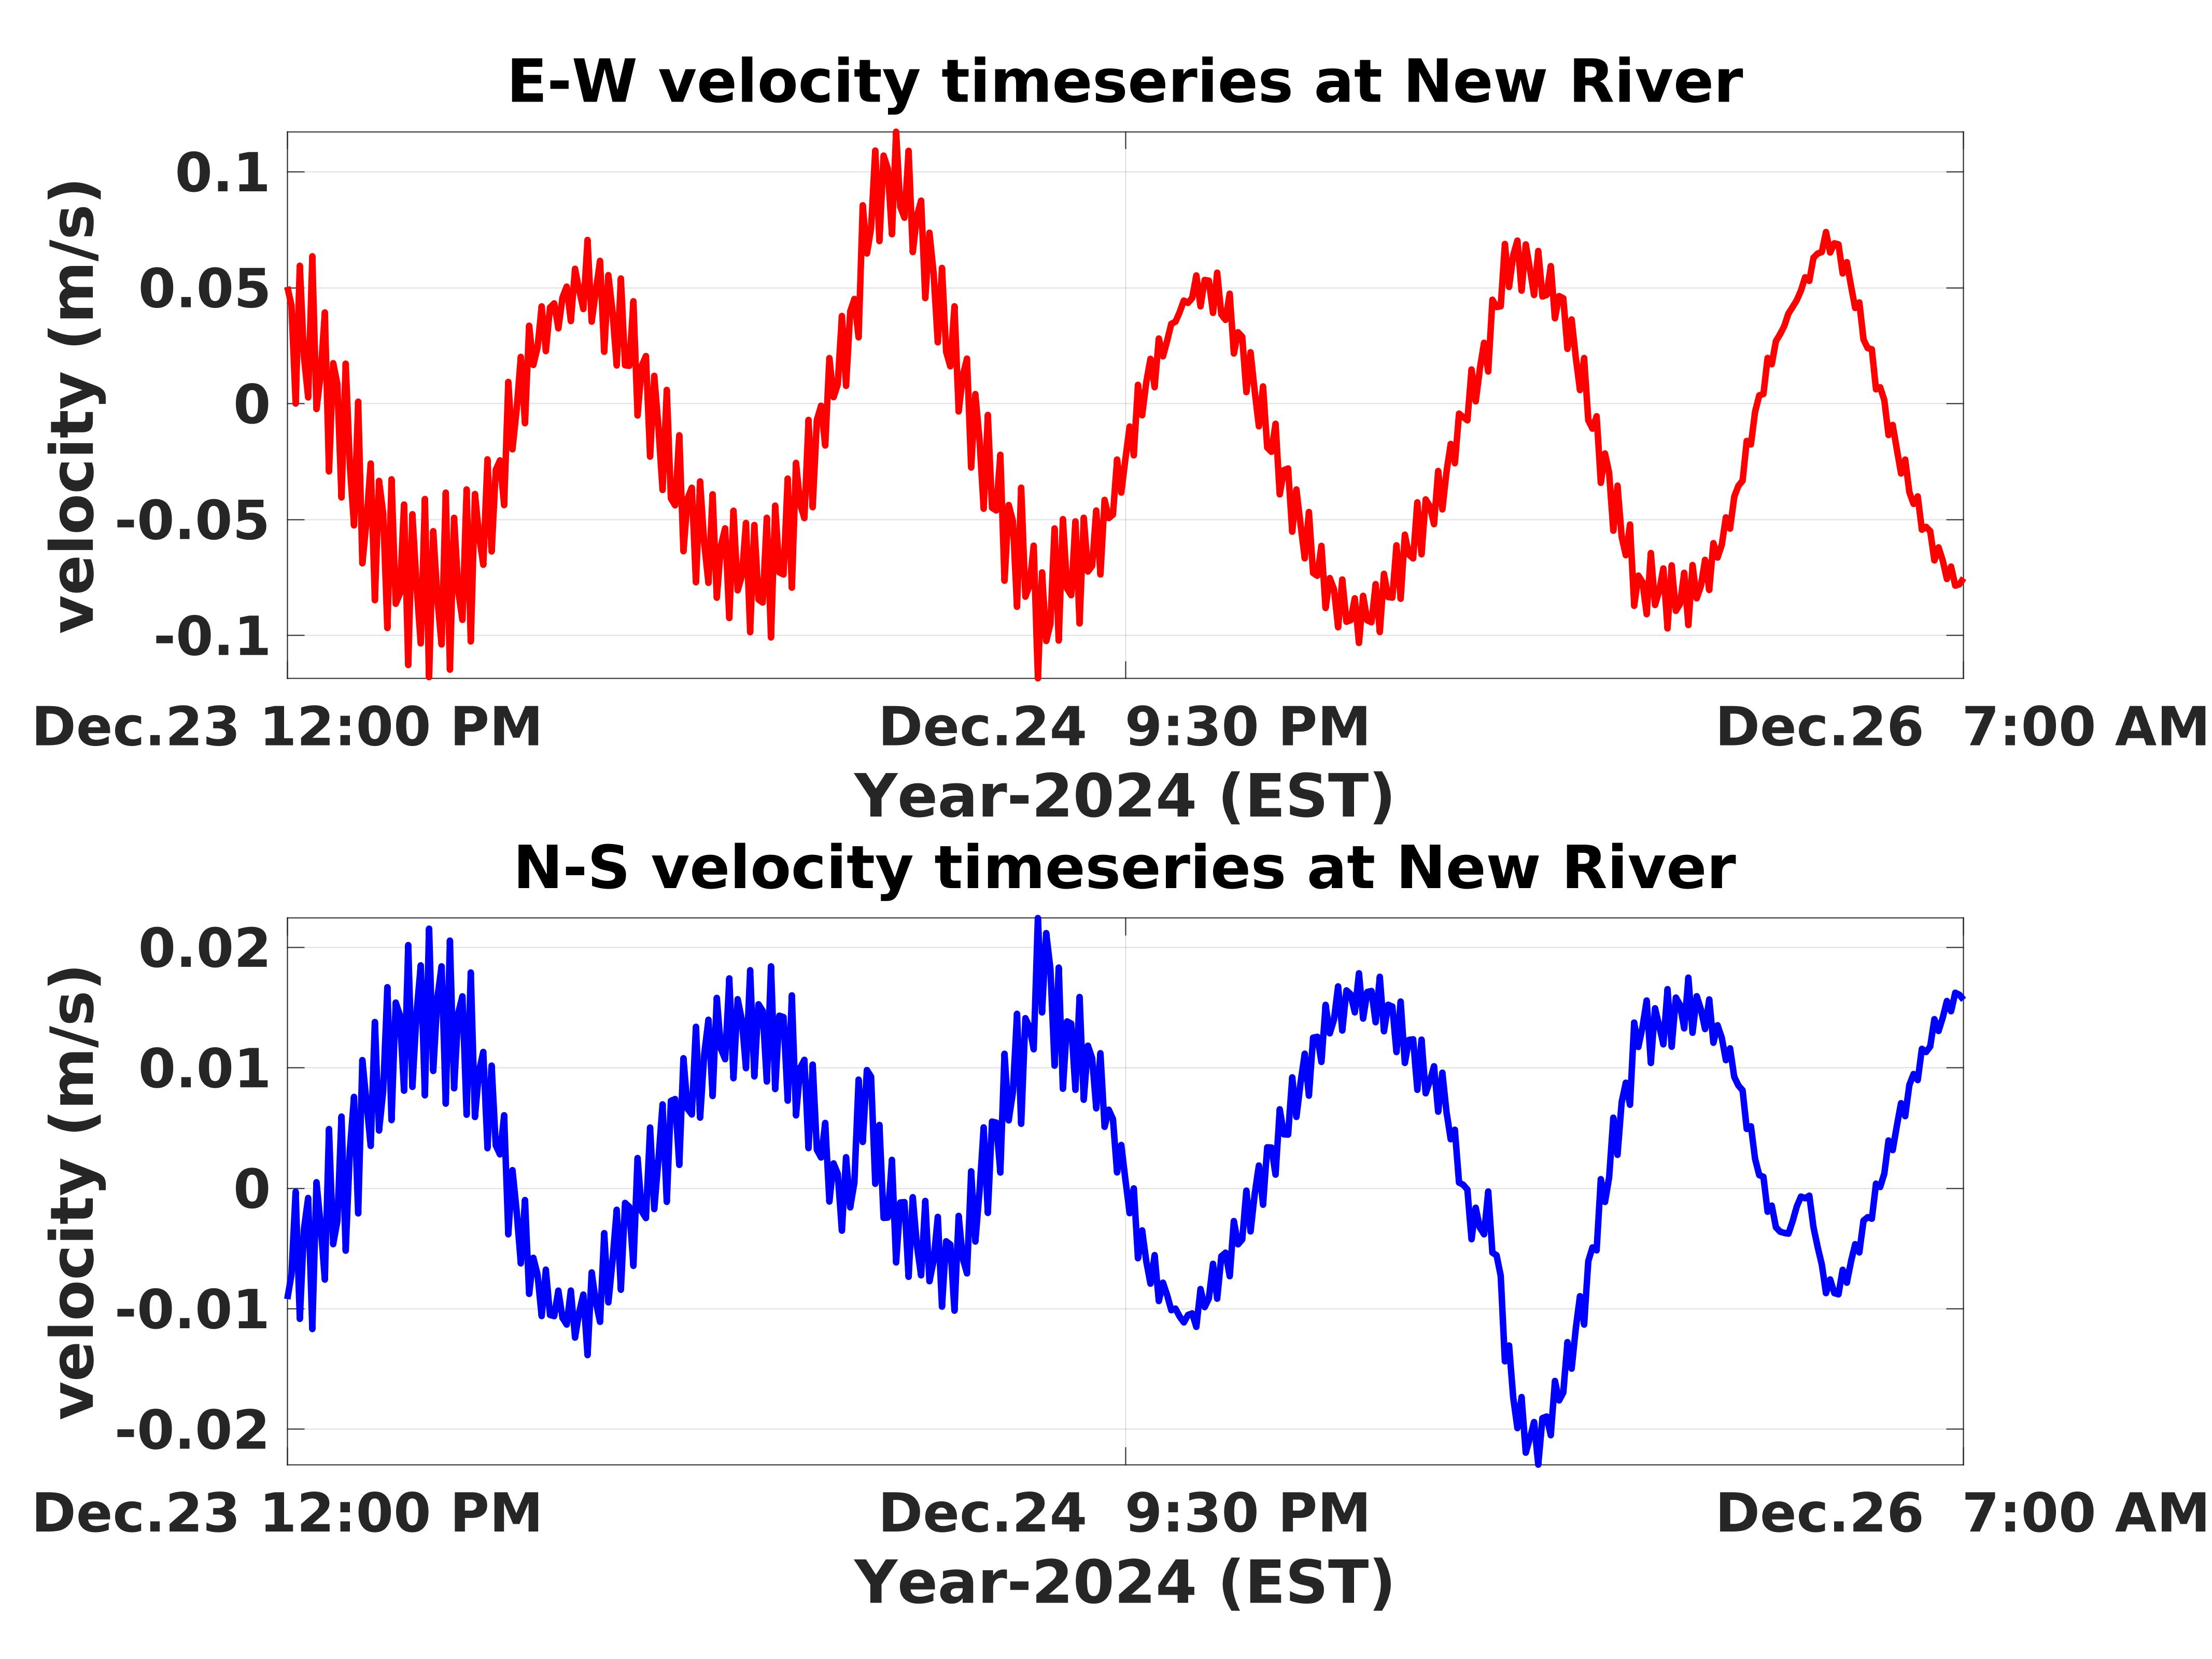 E-W velocity timeseries at New River
velocity (m/s)
0.1
0.05
0
-0.05
-0.1
Dec.23 12:00 PM Dec.24 9:30 PM Dec.26 7:00 AM
Year-2024 (EST)
N-S velocity timeseries at New River
velocity (m/s)
0.02
0.01
0
-0.01
-0.02
Dec.23 12:00 PM Dec.24 9:30 PM Dec.26 7:00 AM
Year-2024 (EST)